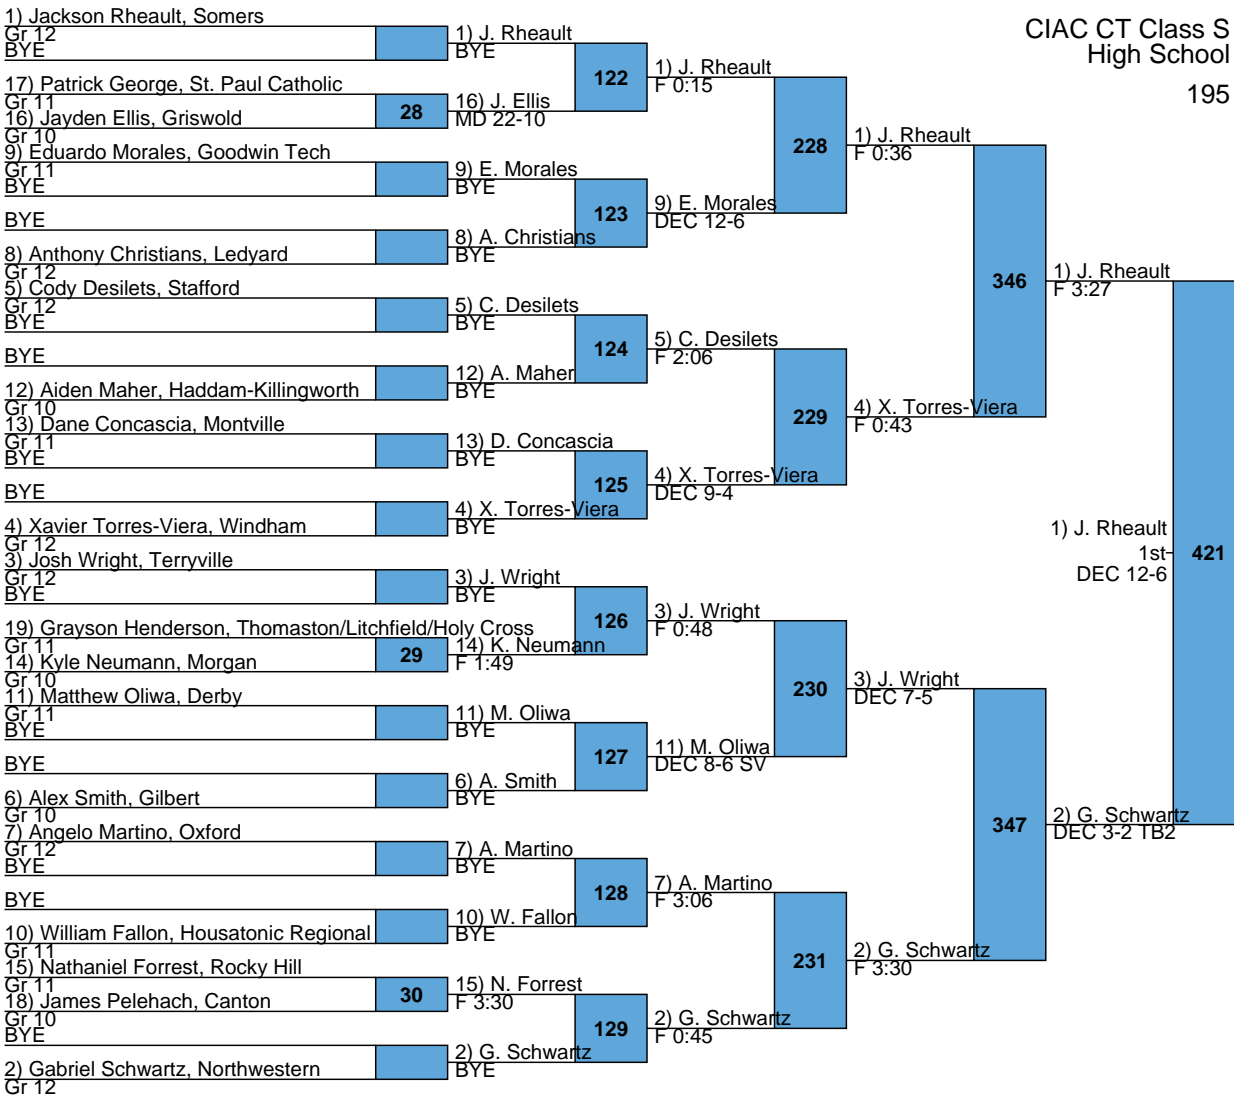 CIAC CT Class S
High School
195
1) Jackson Rheault, Somers
Gr 12
BYE
17) Patrick George, St. Paul Catholic
Gr 11
16) Jayden Ellis, Griswold
Gr 10
9) Eduardo Morales, Goodwin Tech
Gr 11
BYE
BYE
8) Anthony Christians, Ledyard
Gr 12
5) Cody Desilets, Stafford
Gr 12
BYE
BYE
12) Aiden Maher, Haddam-Killingworth
Gr 10
13) Dane Concascia, Montville
Gr 11
BYE
BYE
4) Xavier Torres-Viera, Windham
Gr 12
3) Josh Wright, Terryville
Gr 12
BYE
19) Grayson Henderson, Thomaston/Litchfield/Holy Cross
Gr 11
14) Kyle Neumann, Morgan
Gr 10
11) Matthew Oliwa, Derby
Gr 11
BYE
BYE
6) Alex Smith, Gilbert
Gr 10
7) Angelo Martino, Oxford
Gr 12
BYE
BYE
10) William Fallon, Housatonic Regional
Gr 11
15) Nathaniel Forrest, Rocky Hill
Gr 11
18) James Pelehach, Canton
Gr 10
BYE
2) Gabriel Schwartz, Northwestern
Gr 12
28
29
30
1) J. Rheault
BYE
16) J. Ellis
MD 22-10
9) E. Morales
BYE
8) A. Christians
BYE
5) C. Desilets
BYE
12) A. Maher
BYE
13) D. Concascia
BYE
4) X. Torres-Viera
BYE
3) J. Wright
BYE
14) K. Neumann
F 1:49
11) M. Oliwa
BYE
6) A. Smith
BYE
7) A. Martino
BYE
10) W. Fallon
BYE
15) N. Forrest
F 3:30
2) G. Schwartz
BYE
122
123
124
125
126
127
128
129
1) J. Rheault
F 0:15
9) E. Morales
DEC 12-6
5) C. Desilets
F 2:06
4) X. Torres-Viera
DEC 9-4
3) J. Wright
F 0:48
11) M. Oliwa
DEC 8-6 SV
7) A. Martino
F 3:06
2) G. Schwartz
F 0:45
228
229
230
231
1) J. Rheault
F 0:36
4) X. Torres-Viera
F 0:43
3) J. Wright
DEC 7-5
2) G. Schwartz
F 3:30
346
347
1) J. Rheault
F 3:27
2) G. Schwartz
DEC 3-2 TB2
421
1) J. Rheault
1st
DEC 12-6